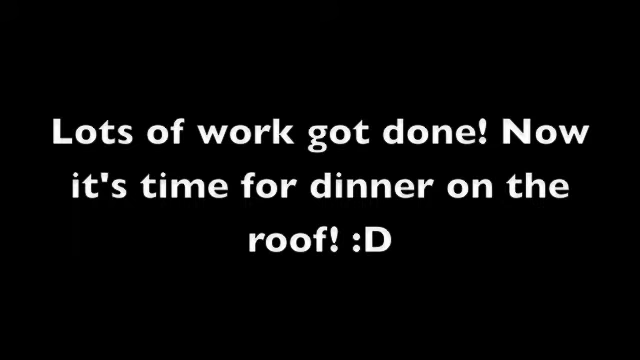 Lots of work got done! Now
it's time for dinner on the
roof! :D